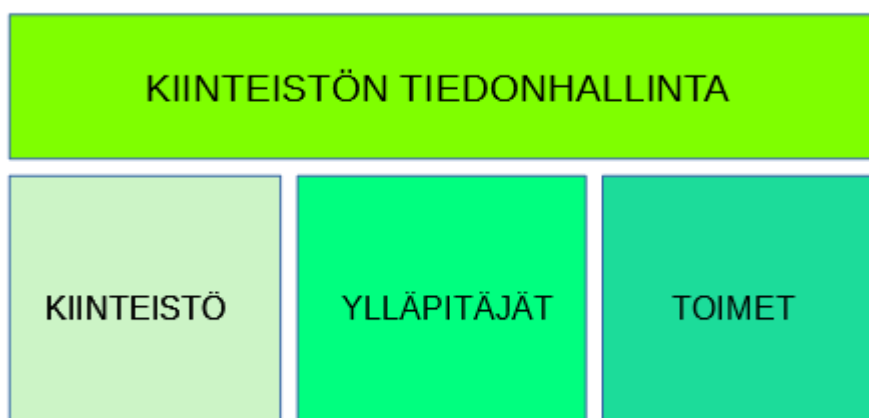 KIINTEISTÖN TIEDONHALLINTA
KIINTEISTÖ
YLLÄPITÄJÄT
TOIMET